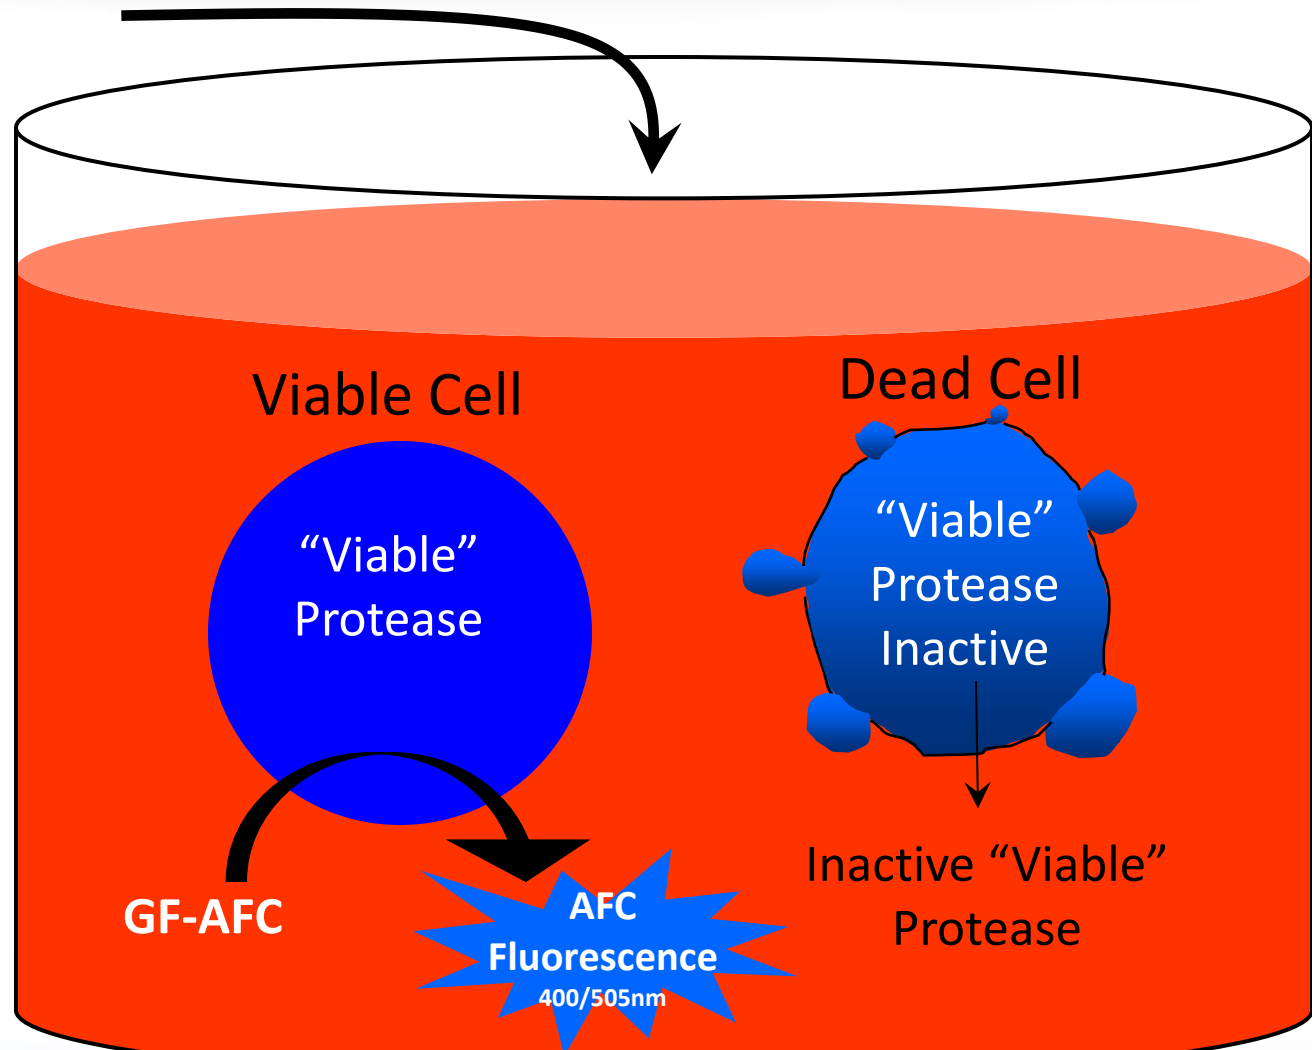 Viable Cell
Dead Cell
“Viable”
Protease
“Viable”
Protease
Inactive
GF-AFC
AFC
Fluorescence
400/505nm
Inactive “Viable”
Protease